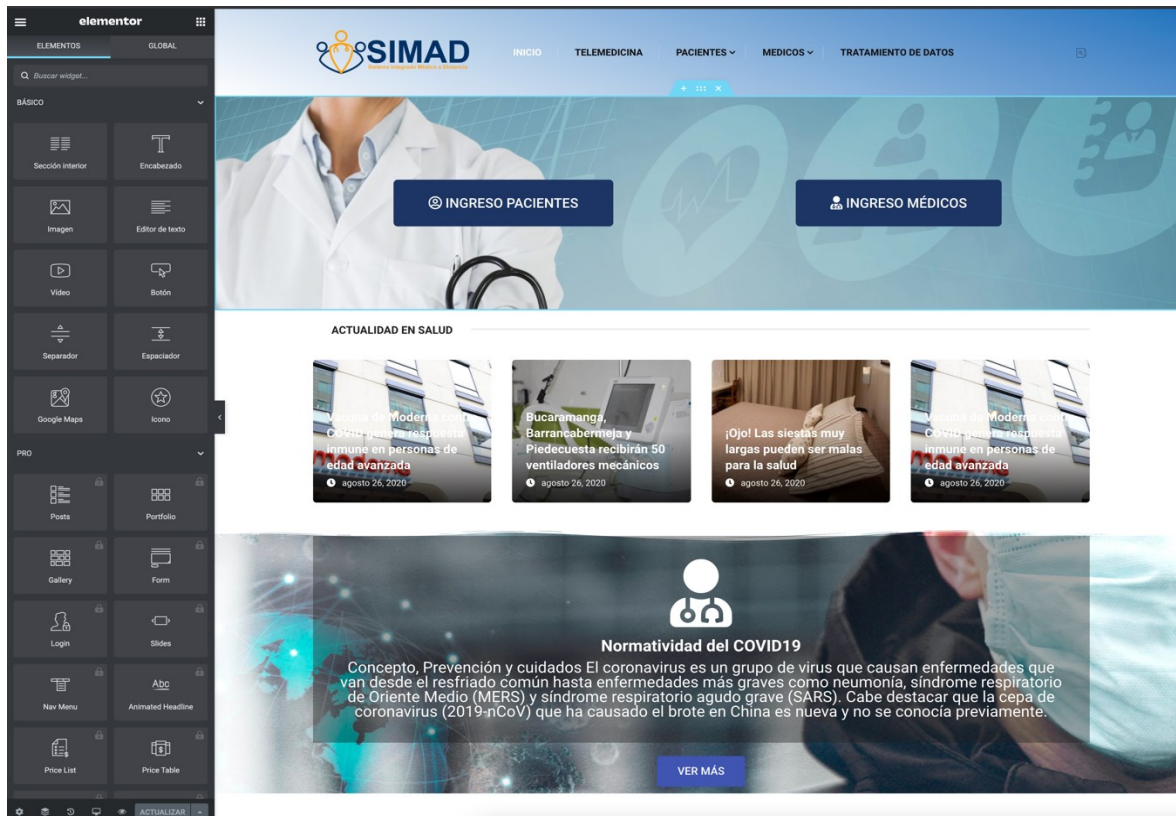 elementor
ELEMENTOS
GLOBAL
Buscar widget...
BÁSICO
Sección interior
Encabezado
Imagen
Editor de texto
Vídeo
Botón
Separador
Espaciador
Google Maps
Icono
PRO
Posts
Portfolio
Gallery
Form
Login
Slides
Abc
Nav Menu
Animated Headline
Price List
Price Table
ACTUALIZAR
SIMAD
Sistema Integrado Médico a Distancia
INICIO
TELEMEDICINA
PACIENTES
MEDICOS
TRATAMIENTO DE DATOS
INGRESO PACIENTES
INGRESO MÉDICOS
ACTUALIDAD EN SALUD
Vacuna de Moderna contra
COVID genera respuesta
inmune en personas de
edad avanzada
agosto 26, 2020
Bucaramanga,
Barrancabermeja y
Piedecuesta recibirán 50
ventiladores mecánicos
agosto 26, 2020
¡Ojo! Las siestas muy
largas pueden ser malas
para la salud
agosto 26, 2020
Vacuna de Moderna contra
COVID genera respuesta
inmune en personas de
edad avanzada
agosto 26, 2020
Normatividad del COVID19
Concepto, Prevención y cuidados El coronavirus es un grupo de virus que causan enfermedades que
van desde el resfriado común hasta enfermedades más graves como neumonía, síndrome respiratorio
de Oriente Medio (MERS) y síndrome respiratorio agudo grave (SARS). Cabe destacar que la cepa de
coronavirus (2019-nCoV) que ha causado el brote en China es nueva y no se conocía previamente.
VER MÁS